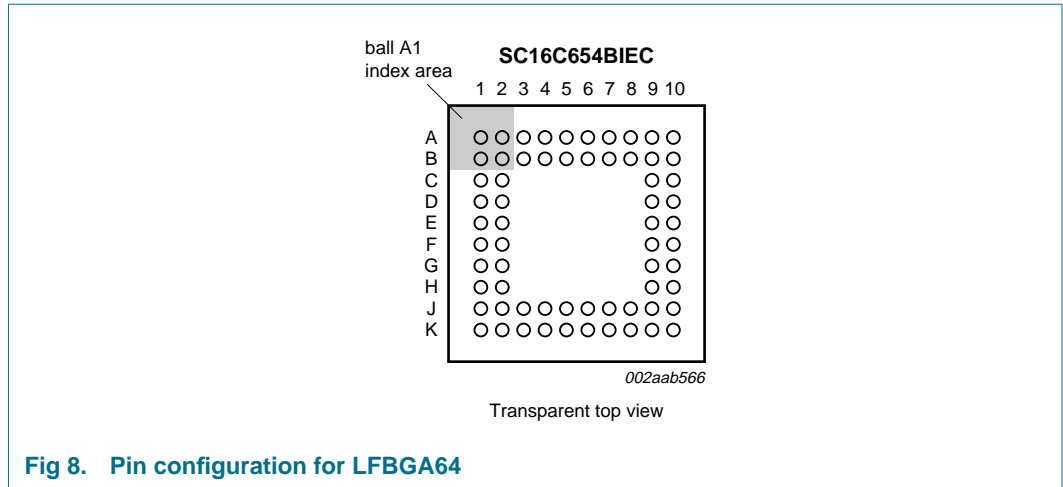 ball A1
index area
SC16C654BIEC
1 2 3 4 5 6 7 8 9 10
A
B
C
D
E
F
G
H
J
K
002aab566
Transparent top view
Fig 8. Pin configuration for LFBGA64